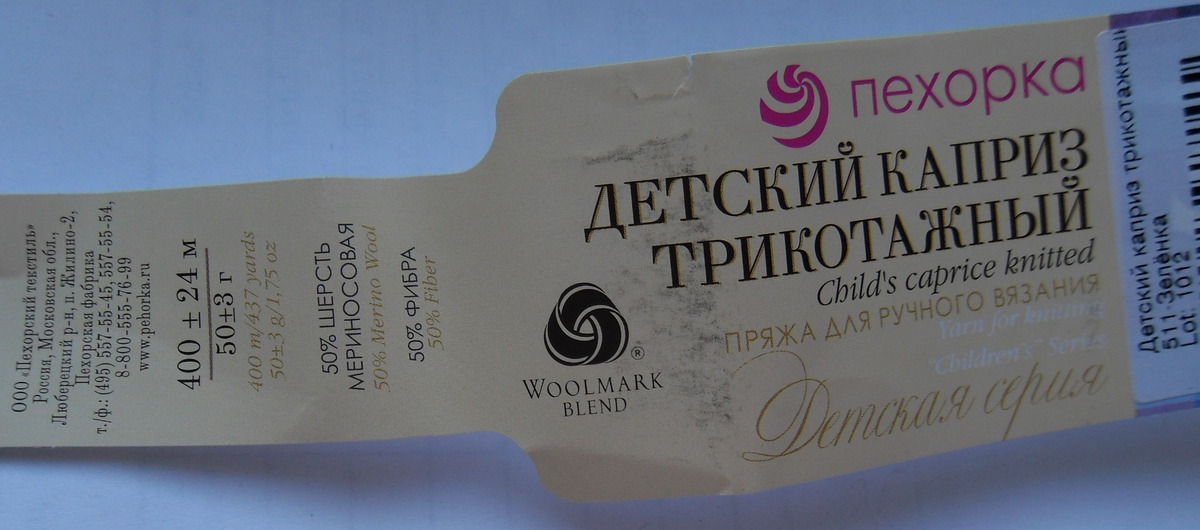 ООО «Пехорский текстиль»
Россия, Московская обл.,
Люберецкий р-н, п. Жилино-2,
Пехорская фабрика
т./ф.: (495) 557-55-45, 557-55-54,
8-800-555-76-99
www.pehorka.ru
400 ± 24 м
50±3 г
400 m/437 yards
50±3 g/1,75 oz
50% ШЕРСТЬ
МЕРИНОСОВАЯ
50% Merino Wool
50% ФИБРА
50% Fiber
WOOLMARK
BLEND
пехорка
ДЕТСКИЙ КАПРИЗ
ТРИКОТАЖНЫЙ
Child's caprice knitted
ПРЯЖА ДЛЯ РУЧНОГО ВЯЗАНИЯ
Yarn for knitting
"Children's" Series
Детская серия
Детский каприз трикотажный
511 Зелёнка
Lot: 1012